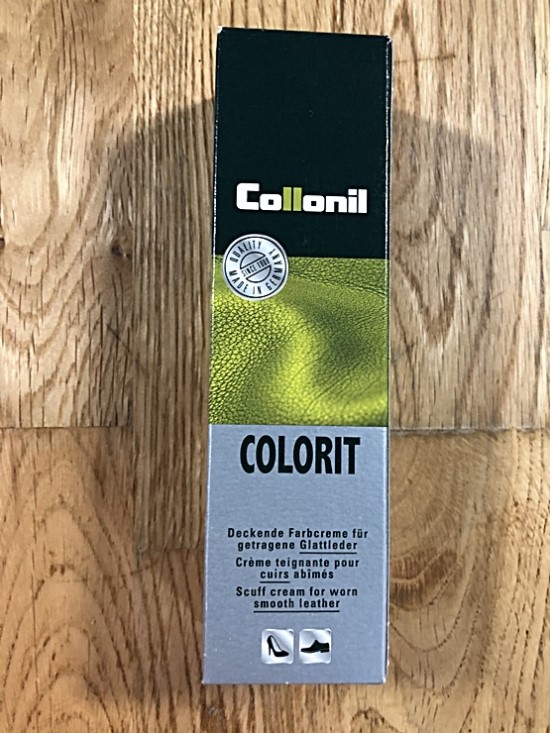 Collonil
QUALITY
SINCE 1909
MADE IN GERMANY
COLORIT
Deckende Farbcreme für
getragene Glattleder
Crème teignante pour
cuirs abîmés
Scuff cream for worn
smooth leather